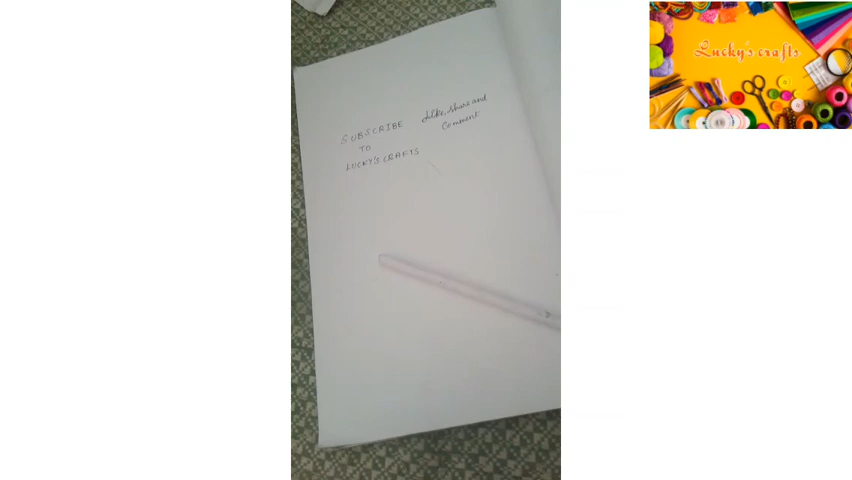 SUBSCRIBE
TO
LUCKY'S CRAFTS
Like, Share and
Comment
Lucky's crafts